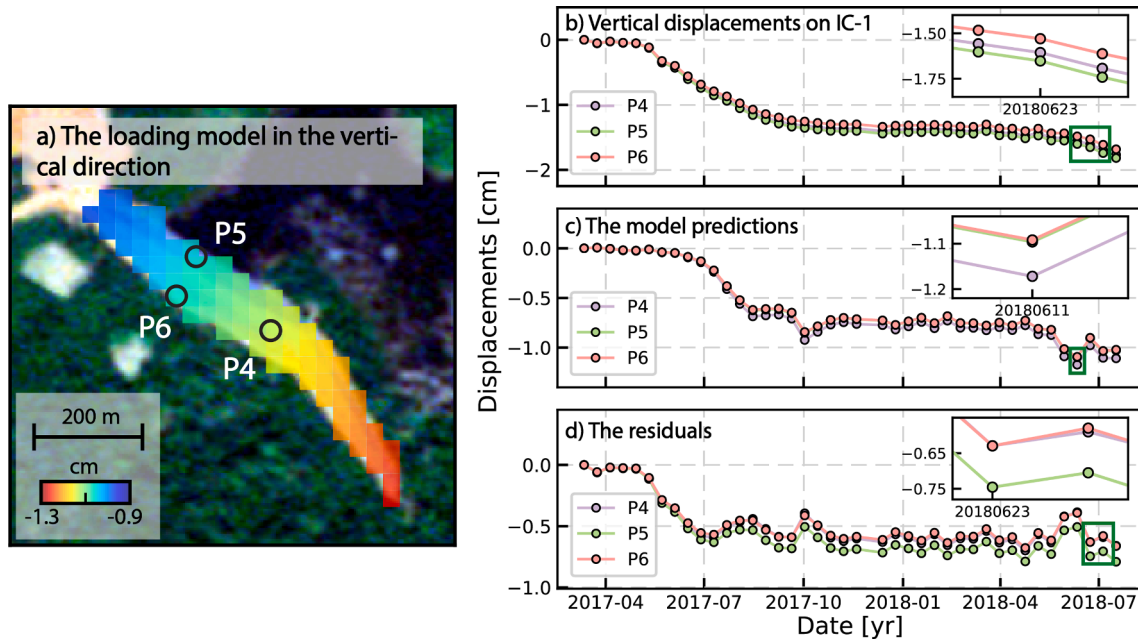 a) The loading model in the verti-
cal direction
P5
P6
P4
200 m
cm
-1.3 -0.9
Displacements [cm]
b) Vertical displacements on IC-1
0
−1
−2
P4
P5
P6
−1.50
−1.75
20180623
c) The model predictions
0.0
−0.5
−1.0
P4
P5
P6
−1.1
−1.2
20180611
d) The residuals
0.0
−0.5
−1.0
P4
P5
P6
−0.65
−0.75
20180623
2017-04 2017-07 2017-10 2018-01 2018-04 2018-07
Date [yr]